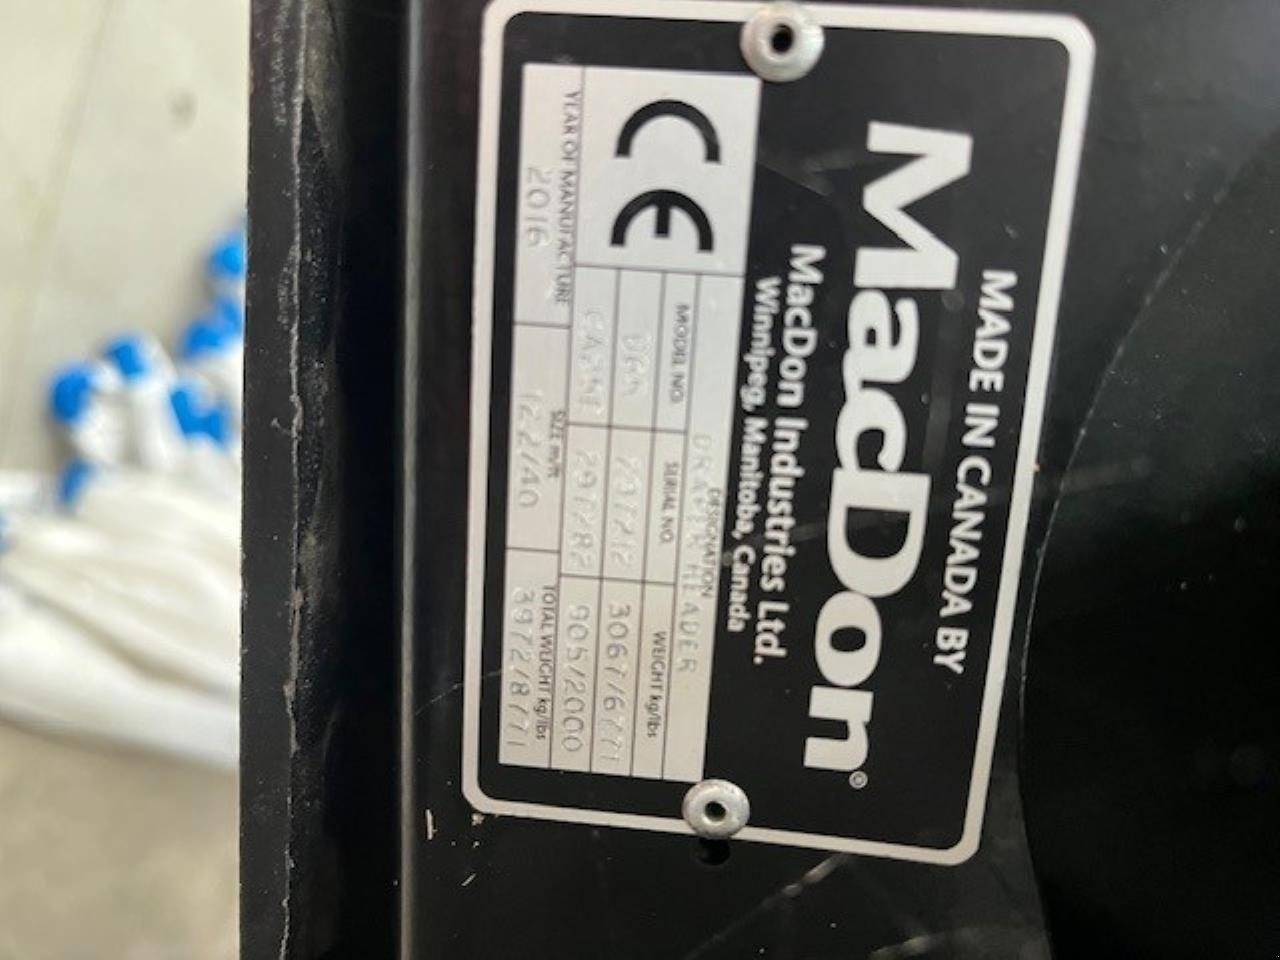 MADE IN CANADA BY
MacDon®
MacDon Industries Ltd.
Winnipeg, Manitoba, Canada
CE
DESIGNATION
DRAPER HEADER
MODEL NO.
SERIAL NO.
WEIGHT kg/lbs
3067/6771
905/2000
YEAR OF MANUFACTURE
2016
SIZE m/ft
12.2/40
TOTAL WEIGHT kg/lbs
3972/8771